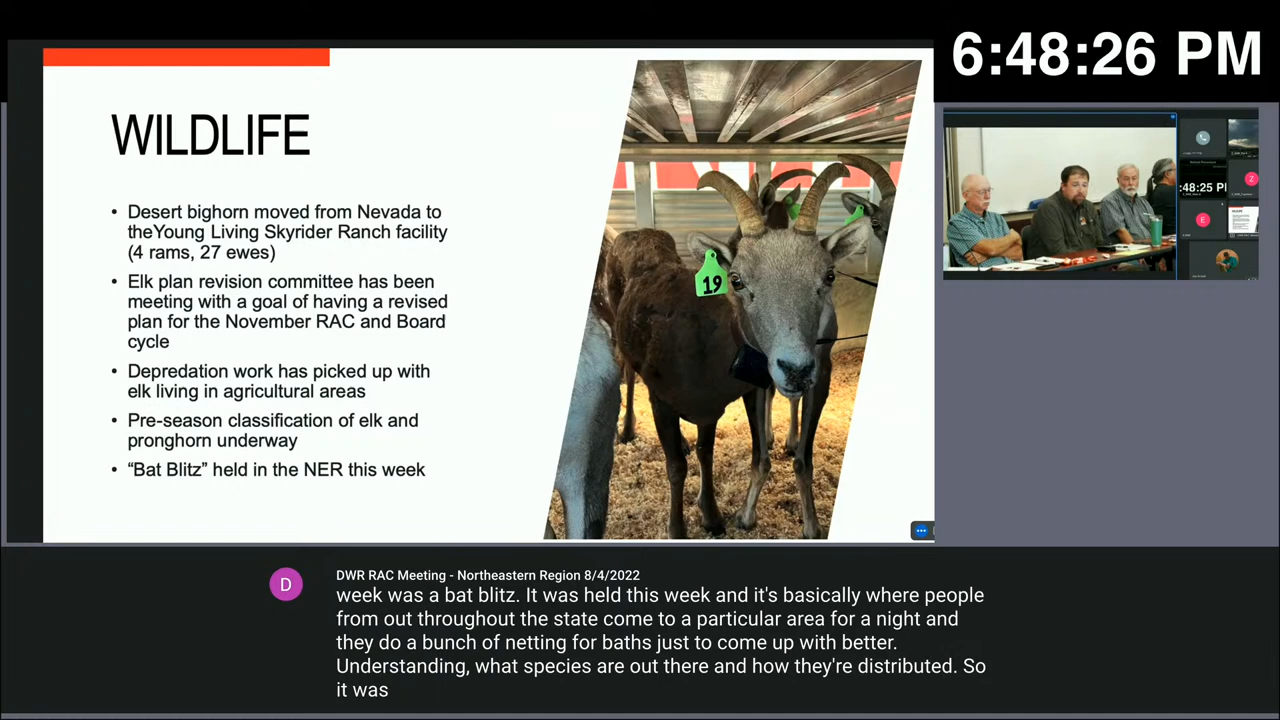 6:48:26 PM
WILDLIFE
• Desert bighorn moved from Nevada to
theYoung Living Skyrider Ranch facility
(4 rams, 27 ewes)
• Elk plan revision committee has been
meeting with a goal of having a revised
plan for the November RAC and Board
cycle
• Depredation work has picked up with
elk living in agricultural areas
• Pre-season classification of elk and
pronghorn underway
• “Bat Blitz” held in the NER this week
19
:48:25 PM
Z
E
D
DWR RAC Meeting - Northeastern Region 8/4/2022
week was a bat blitz. It was held this week and it's basically where people
from out throughout the state come to a particular area for a night and
they do a bunch of netting for baths just to come up with better.
Understanding, what species are out there and how they're distributed. So
it was